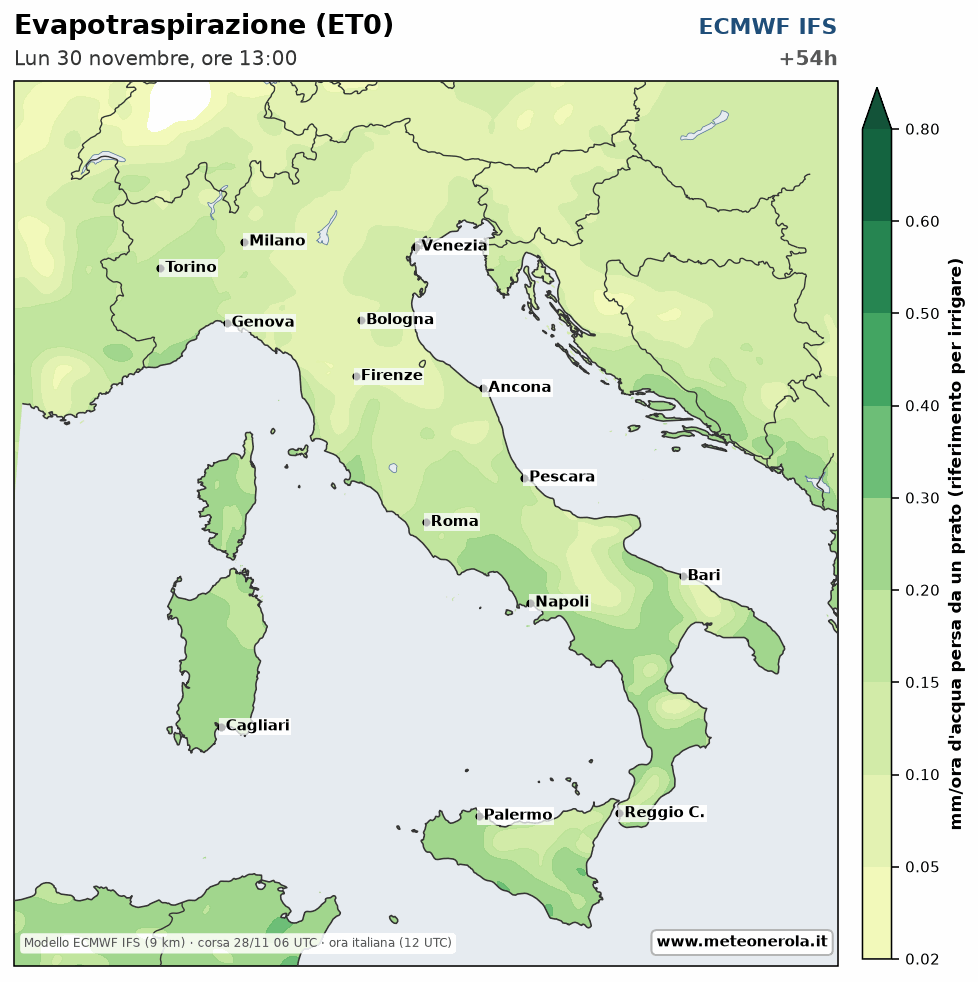 Evapotraspirazione (ET0)
ECMWF IFS
Lun 30 novembre, ore 13:00
+54h
Milano
Venezia
Torino
Genova
Bologna
Firenze
Ancona
Pescara
Roma
Bari
Napoli
Cagliari
Palermo
Reggio C.
0.80
0.60
0.50
0.40
0.30
0.20
0.15
0.10
0.05
0.02
mm/ora d'acqua persa da un prato (riferimento per irrigare)
Modello ECMWF IFS (9 km) · corsa 28/11 06 UTC · ora italiana (12 UTC)
www.meteonerola.it